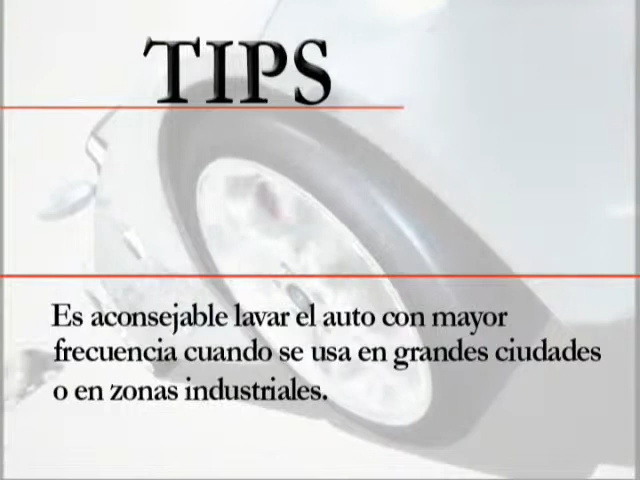 TIPS
Es aconsejable lavar el auto con mayor
frecuencia cuando se usa en grandes ciudades
o en zonas industriales.